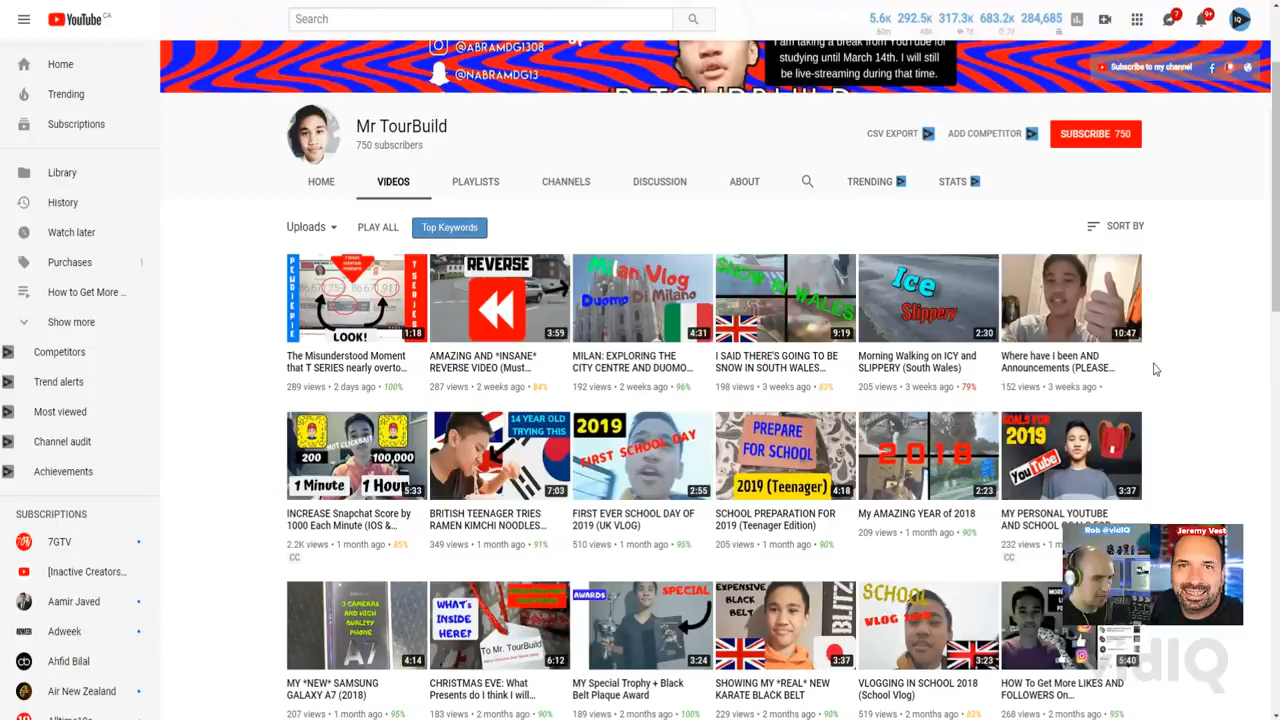 YouTube CA
Search
5.6K 292.5K 317.3K 683.2K 284,685
60m 48h 7d 7d
7
9+
IQ
@ABRAMDG1308
@NABRAMDG13
I am taking a break from YouTube for
studying until March 14th. I will still
be live-streaming during that time.
Subscribe to my channel
Mr TourBuild
750 subscribers
CSV EXPORT
ADD COMPETITOR
SUBSCRIBE 750
HOME
VIDEOS
PLAYLISTS
CHANNELS
DISCUSSION
ABOUT
TRENDING
STATS
Uploads
PLAY ALL
Top Keywords
SORT BY
Home
Trending
Subscriptions
Library
History
Watch later
Purchases 1
How to Get More ...
Show more
Competitors
Trend alerts
Most viewed
Channel audit
Achievements
SUBSCRIPTIONS
7GTV
[Inactive Creators...
Aamir Javed
Adweek
Ahfid Bilal
Air New Zealand
PEWDIEPIE
T SERIES
LOOK!
1:18
REVERSE
3:59
Milan Vlog
Duomo Di Milano
4:31
SNOW IN WALES
9:19
Ice
Slippery
2:30
10:47
The Misunderstood Moment
that T SERIES nearly overto...
289 views • 2 days ago • 100%
AMAZING AND *INSANE*
REVERSE VIDEO (Must...
287 views • 2 weeks ago • 84%
MILAN: EXPLORING THE
CITY CENTRE AND DUOMO...
192 views • 2 weeks ago • 96%
I SAID THERE'S GOING TO BE
SNOW IN SOUTH WALES...
198 views • 3 weeks ago • 83%
Morning Walking on ICY and
SLIPPERY (South Wales)
205 views • 3 weeks ago • 79%
Where have I been AND
Announcements (PLEASE...
152 views • 3 weeks ago •
NOT CLICKBAIT
200
100,000
1 Minute
1 Hour
5:33
14 YEAR OLD
TRYING THIS
7:03
2019
FIRST SCHOOL DAY
2:55
PREPARE
FOR SCHOOL
2019 (Teenager)
4:18
2018
2:23
GOALS FOR
2019
YouTube
3:37
INCREASE Snapchat Score by
1000 Each Minute (IOS &...
2.2K views • 1 month ago • 85%
CC
BRITISH TEENAGER TRIES
RAMEN KIMCHI NOODLES...
349 views • 1 month ago • 91%
FIRST EVER SCHOOL DAY OF
2019 (UK VLOG)
510 views • 1 month ago • 95%
SCHOOL PREPARATION FOR
2019 (Teenager Edition)
205 views • 1 month ago • 90%
My AMAZING YEAR of 2018
209 views • 1 month ago • 90%
MY PERSONAL YOUTUBE
AND SCHOOL GOALS FOR
232 views
CC
Rob @vidIQ
Jeremy Vest
3 CAMERAS AND HIGH
QUALITY PHONE
A7
4:14
WHAT'S
INSIDE
HERE?
To Mr. TourBuild
6:12
AWARDS
SPECIAL
3:24
EXPENSIVE
BLACK
BELT
BLITZ
3:37
SCHOOL
VLOG
3:23
5:40
vidIQ
MY *NEW* SAMSUNG
GALAXY A7 (2018)
207 views • 1 month ago • 95%
CHRISTMAS EVE: What
Presents do I think I will...
183 views • 2 months ago • 90%
MY Special Trophy + Black
Belt Plaque Award
189 views • 2 months ago • 100%
SHOWING MY *REAL* NEW
KARATE BLACK BELT
229 views • 2 months ago • 90%
VLOGGING IN SCHOOL 2018
(School Vlog)
519 views • 2 months ago • 83%
HOW To Get More LIKES AND
FOLLOWERS On...
268 views • 2 months ago • 95%